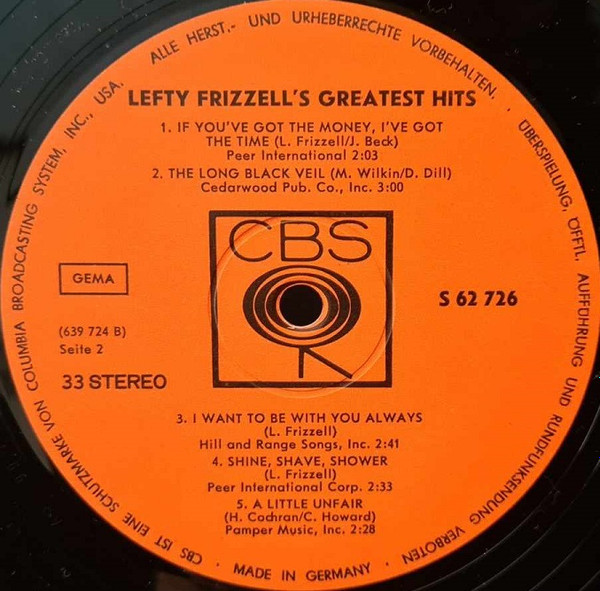 CBS IST EINE SCHUTZMARKE VON COLUMBIA BROADCASTING SYSTEM, INC., USA. ALLE HERST.- UND URHEBERRECHTE VORBEHALTEN. · ÜBERSPIELUNG, ÖFFTL. AUFFÜHRUNG UND RUNDFUNKSENDUNG VERBOTEN · MADE IN GERMANY ·
LEFTY FRIZZELL'S GREATEST HITS
1. IF YOU'VE GOT THE MONEY, I'VE GOT
THE TIME (L. Frizzell/J. Beck)
Peer International 2:03
2. THE LONG BLACK VEIL (M. Wilkin/D. Dill)
Cedarwood Pub. Co., Inc. 3:00
CBS
GEMA
S 62 726
(639 724 B)
Seite 2
33 STEREO
3. I WANT TO BE WITH YOU ALWAYS
(L. Frizzell)
Hill and Range Songs, Inc. 2:41
4. SHINE, SHAVE, SHOWER
(L. Frizzell)
Peer International Corp. 2:33
5. A LITTLE UNFAIR
(H. Cochran/C. Howard)
Pamper Music, Inc. 2:28